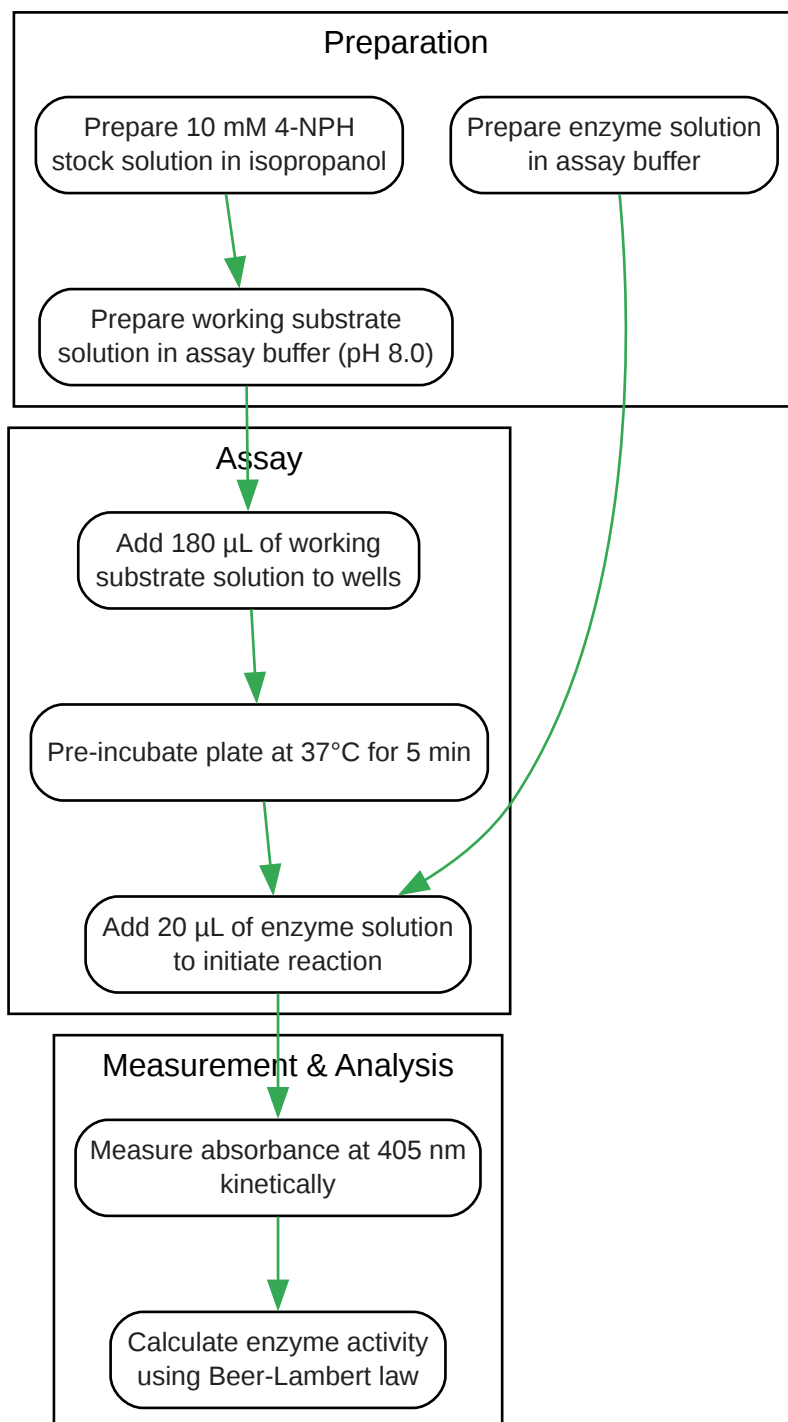 Preparation
Prepare 10 mM 4-NPH
stock solution in isopropanol
Prepare enzyme solution
in assay buffer
Prepare working substrate
solution in assay buffer (pH 8.0)
Assay
Add 180 µL of working
substrate solution to wells
Pre-incubate plate at 37°C for 5 min
Add 20 µL of enzyme solution
to initiate reaction
Measurement & Analysis
Measure absorbance at 405 nm
kinetically
Calculate enzyme activity
using Beer-Lambert law